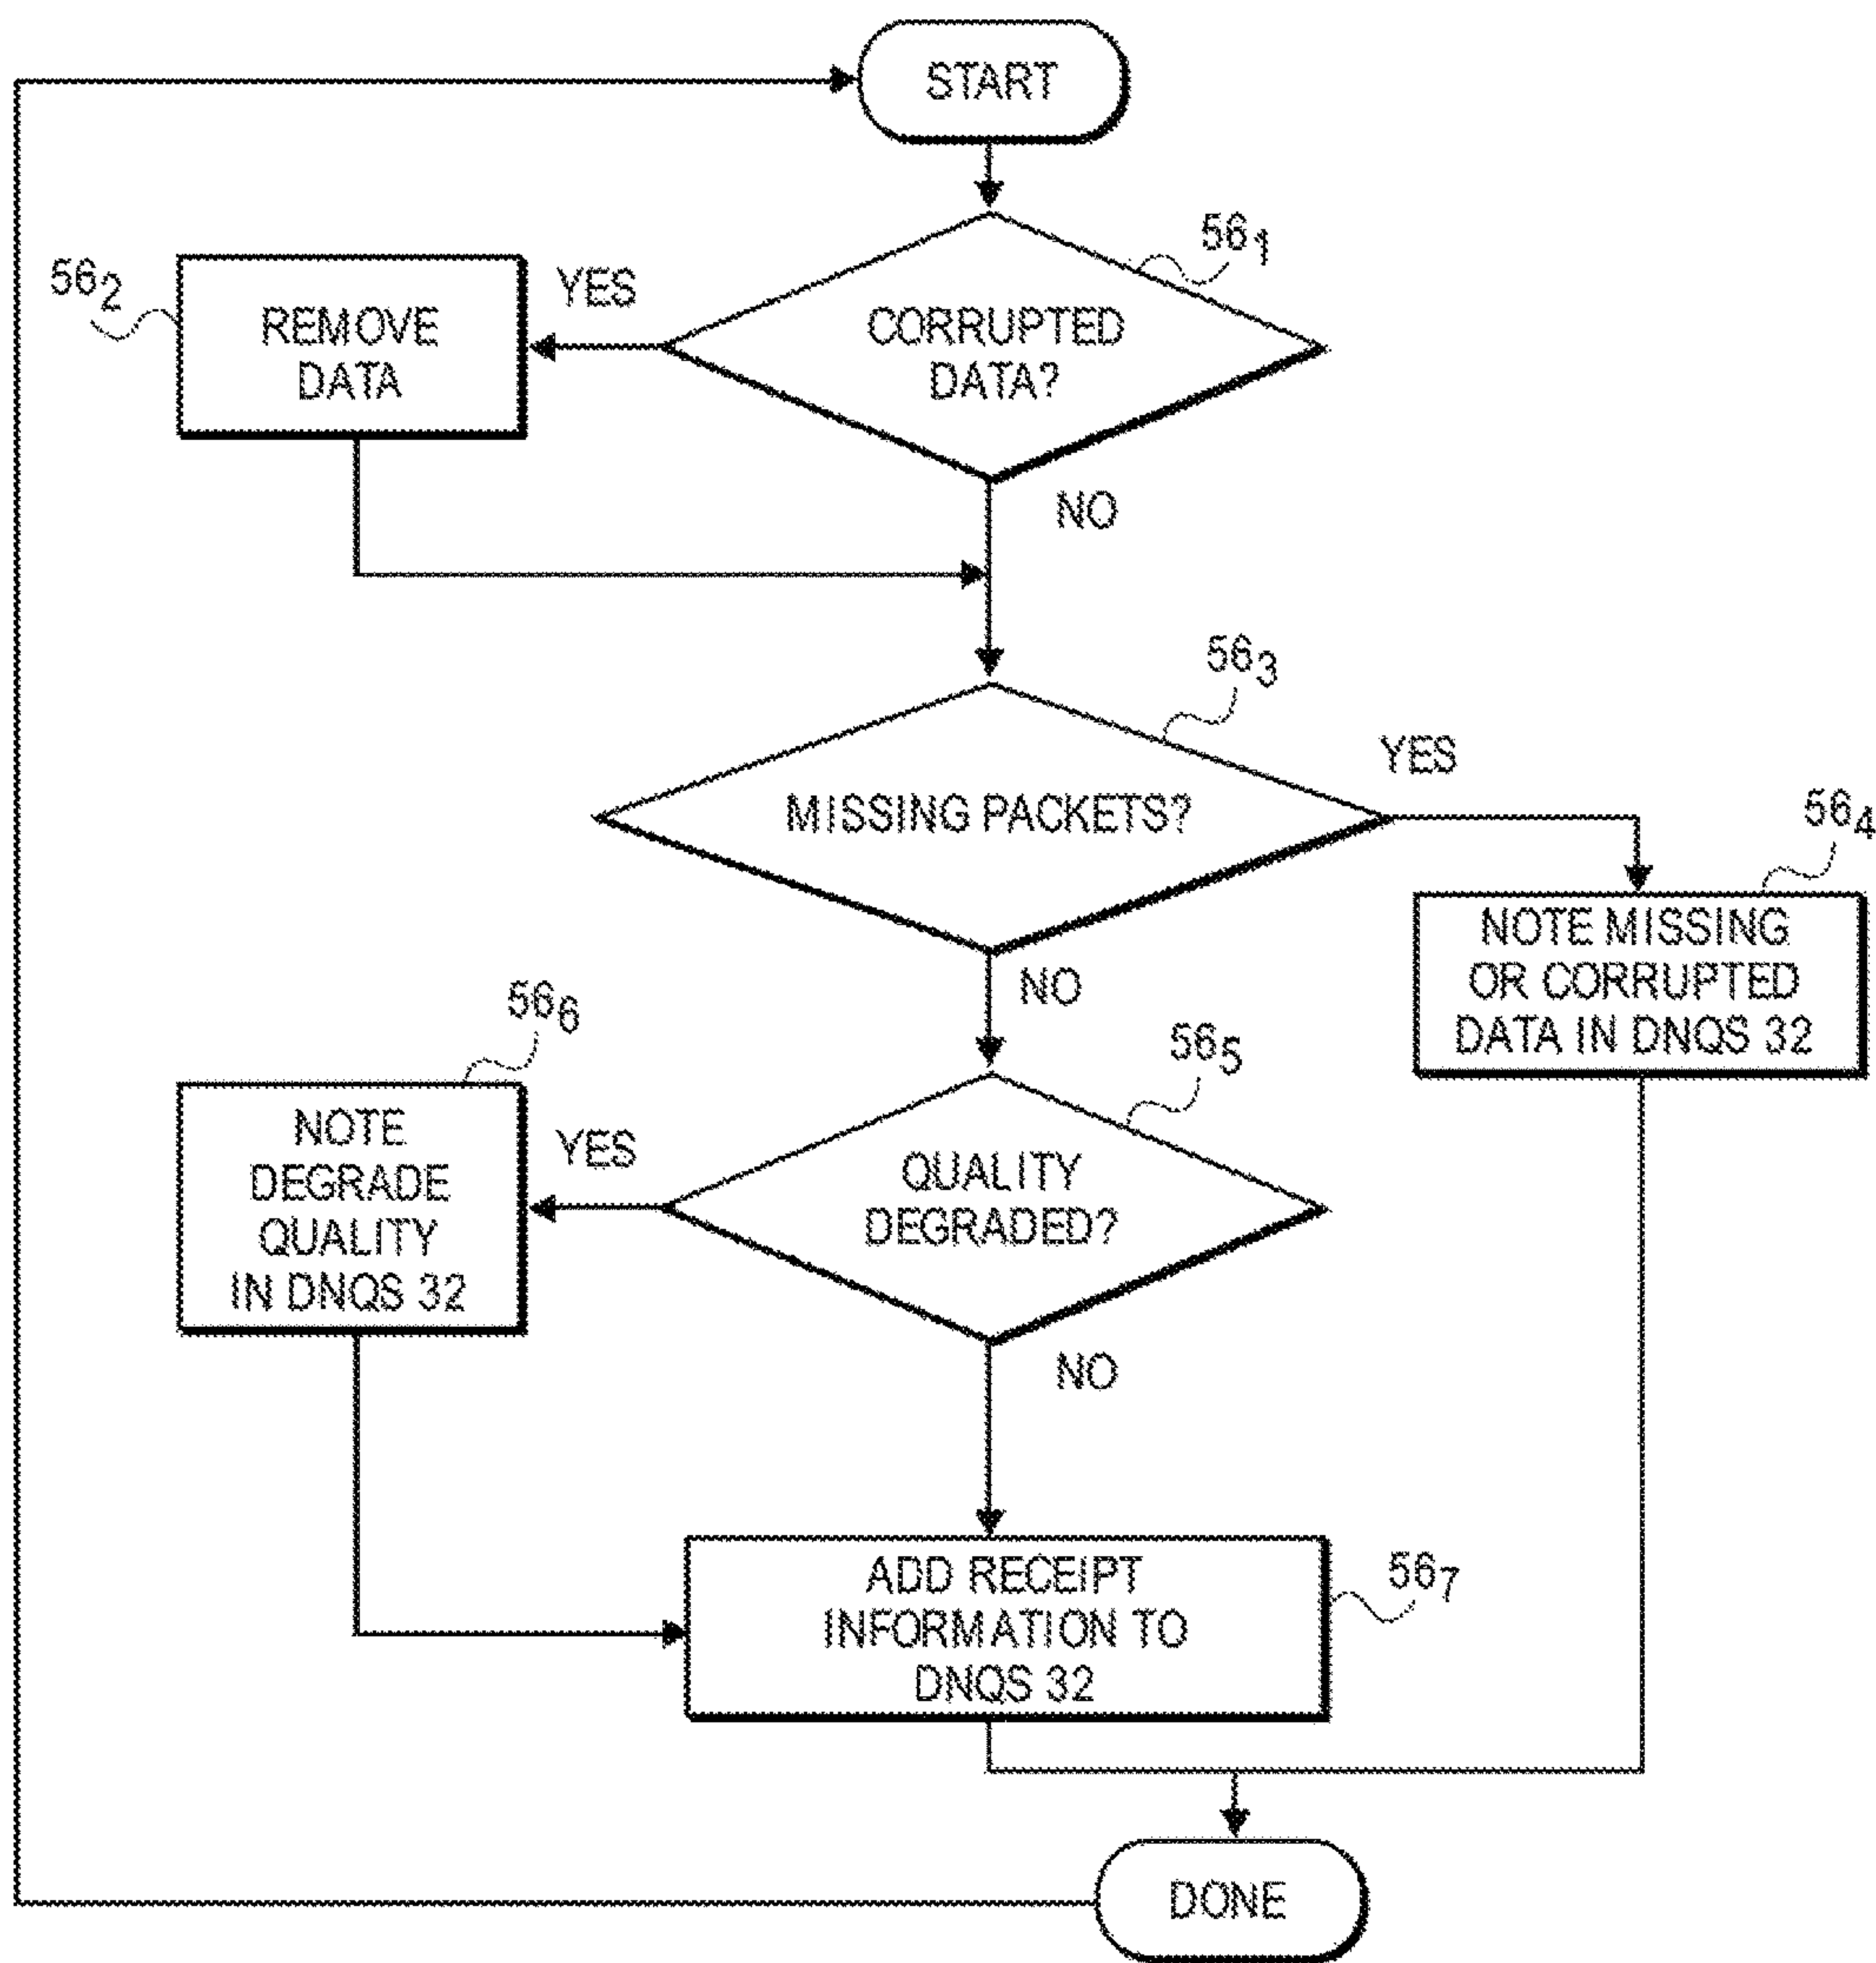 START
56₁
56₂
YES
REMOVE
DATA
CORRUPTED
DATA?
NO
56₃
MISSING PACKETS?
YES
56₄
NOTE MISSING
OR CORRUPTED
DATA IN DNQS 32
NO
56₆
56₅
NOTE
DEGRADE
QUALITY
IN DNQS 32
YES
QUALITY
DEGRADED?
NO
ADD RECEIPT
INFORMATION TO
DNQS 32
56₇
DONE